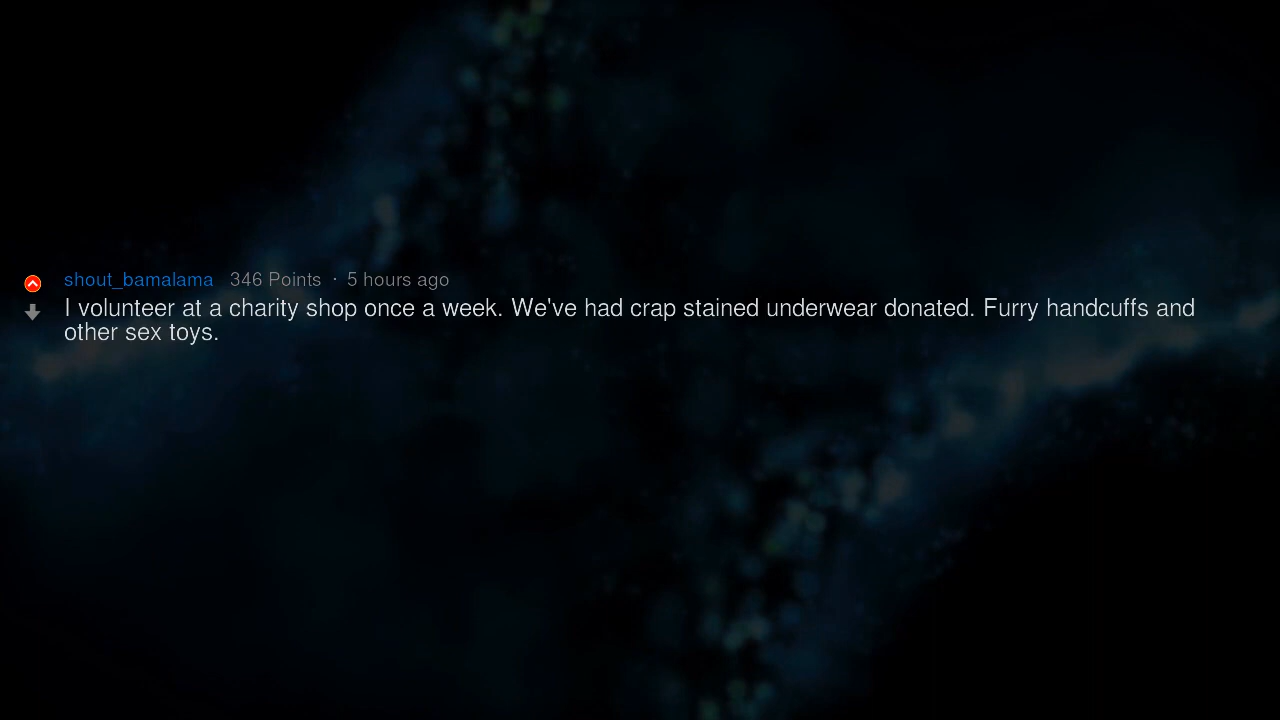 shout_bamalama 346 Points · 5 hours ago
I volunteer at a charity shop once a week. We've had crap stained underwear donated. Furry handcuffs and
other sex toys.